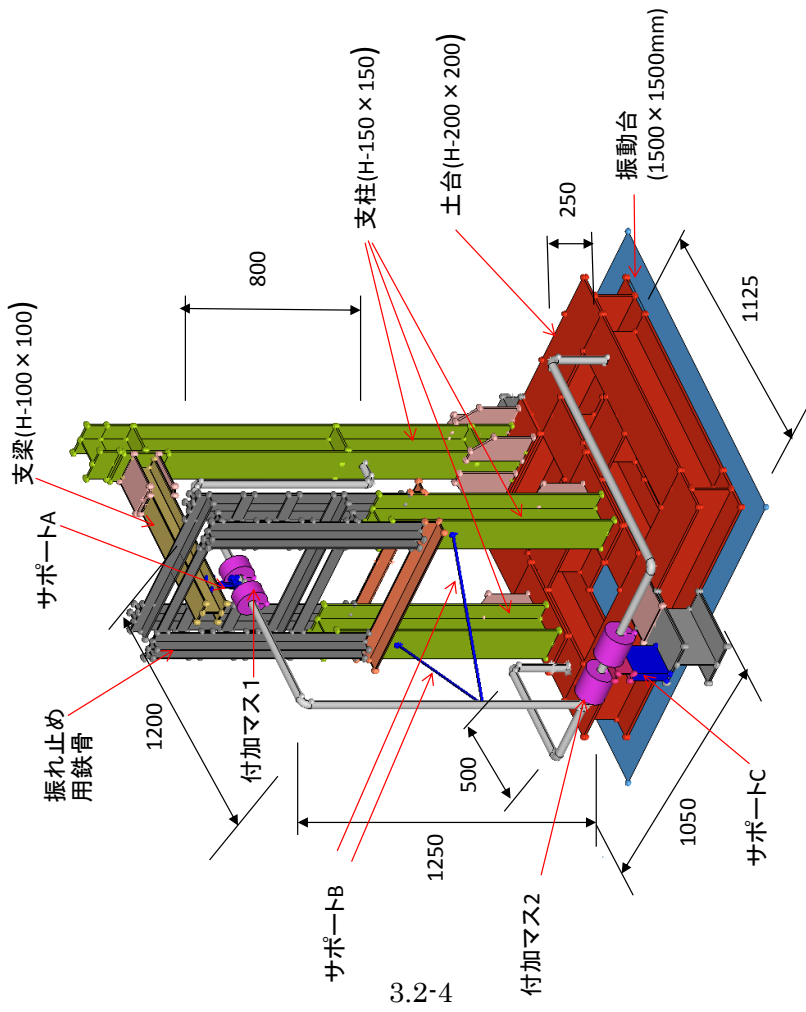 支梁(H-100×100)
サポートA
振れ止め
用鉄骨
1200
付加マス1
800
支柱(H-150×150)
土台(H-200×200)
振動台
(1500×1500mm)
250
1125
1250
500
サポートB
付加マス2
1050
サポートC
3.2-4